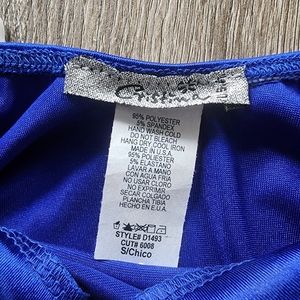 95% POLYESTER
5% SPANDEX
HAND WASH COLD
DO NOT BLEACH
HANG DRY COOL IRON
MADE IN U.S.A.
95% POLIESTER
5% ELASTANO
LAVAR A MANO
CON AGUA FRIA
NO USAR CLORO
NO EXPRIMIR
SECAR COLGADO
PLANCHA TIBIA
HECHO EN E.U.A.
STYLE# D1493
CUT# 6008
S/Chico